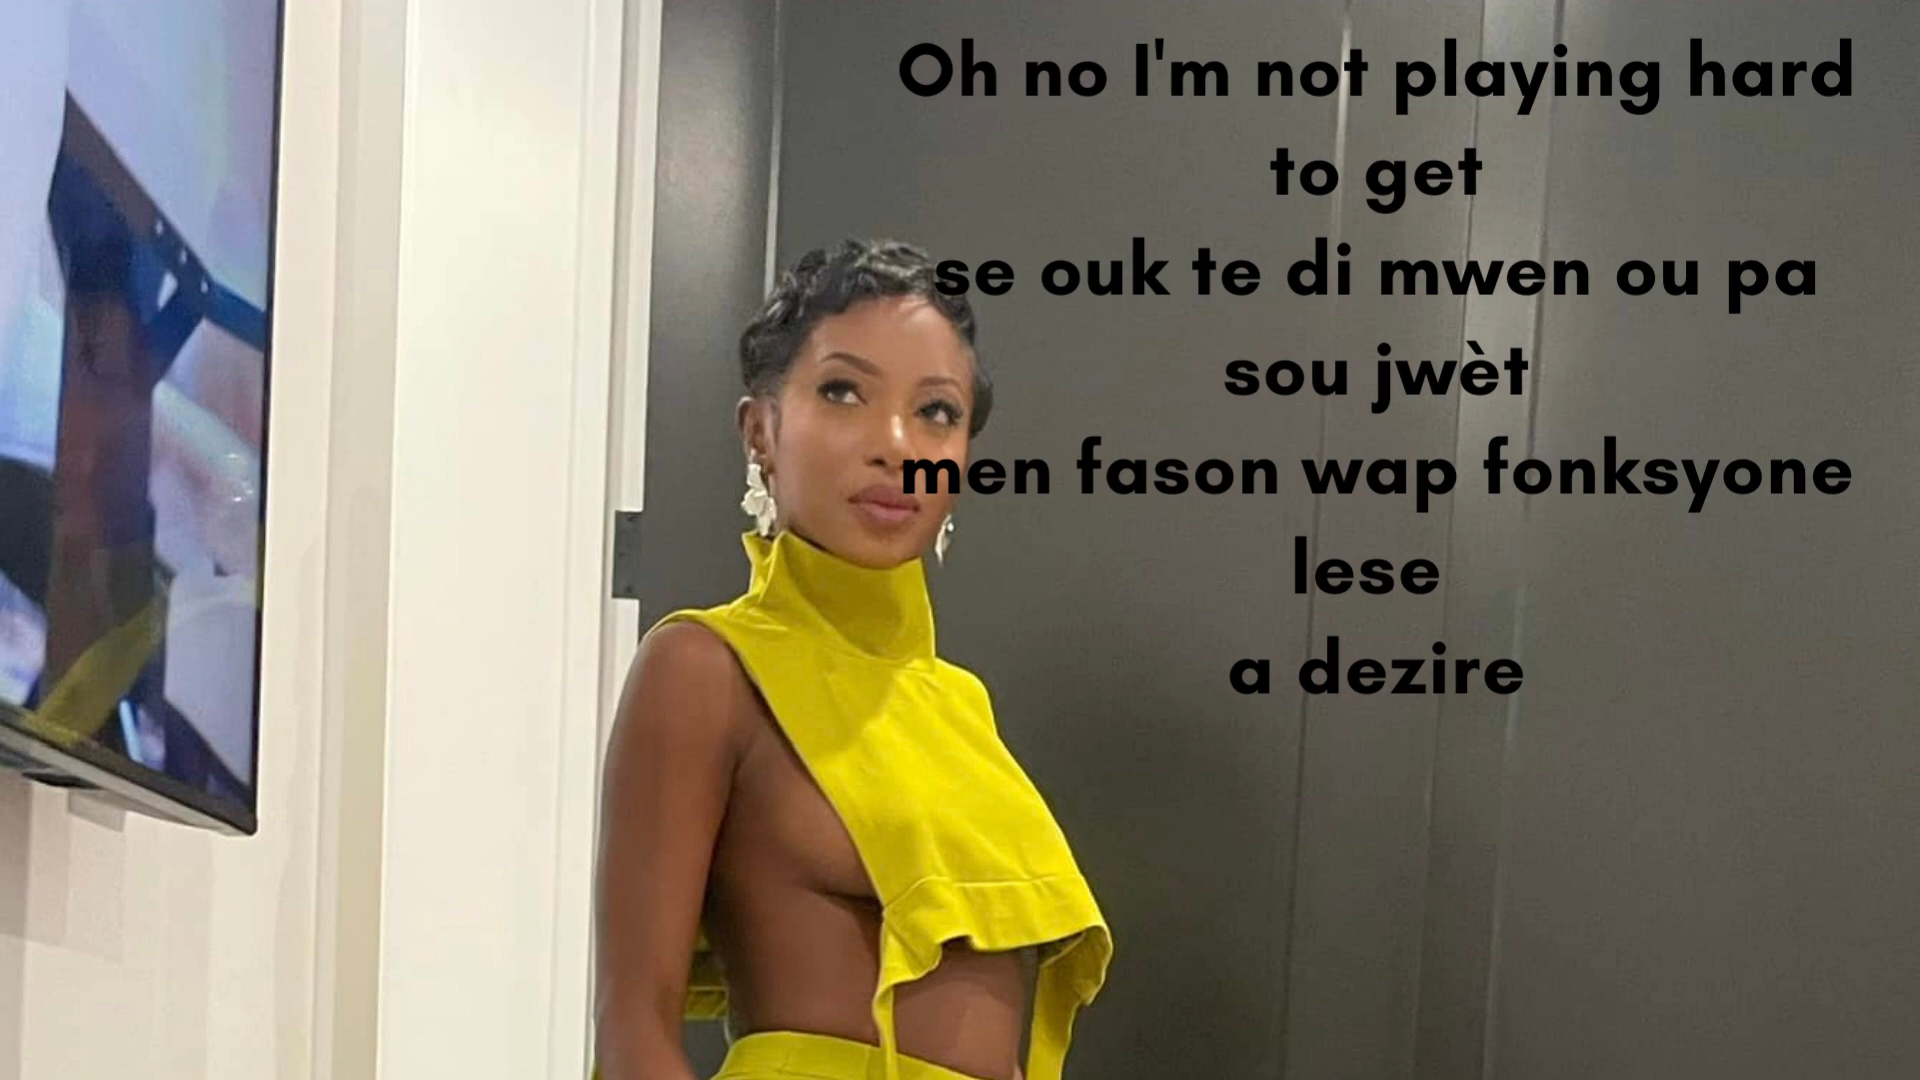 Oh no I'm not playing hard
to get
se ouk te di mwen ou pa
sou jwèt
men fason wap fonksyone
lese
a dezire